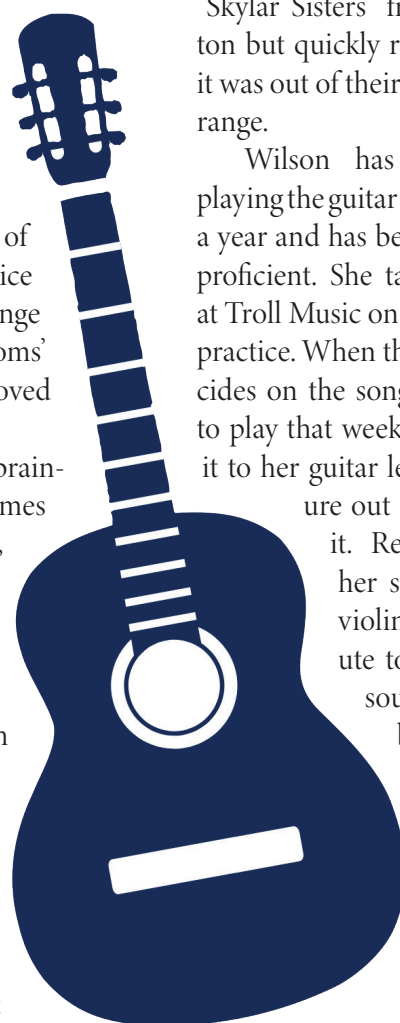 of
ice
nge
oms’
oved
brain-
mes
,
n
Skylar Sisters’ fr
ton but quickly r
it was out of their
range.
Wilson has
playing the guitar
a year and has be
proficient. She ta
at Troll Music on
practice. When th
cides on the song
to play that week
it to her guitar le
ure out
it. Re
her s
violin
ute to
sou